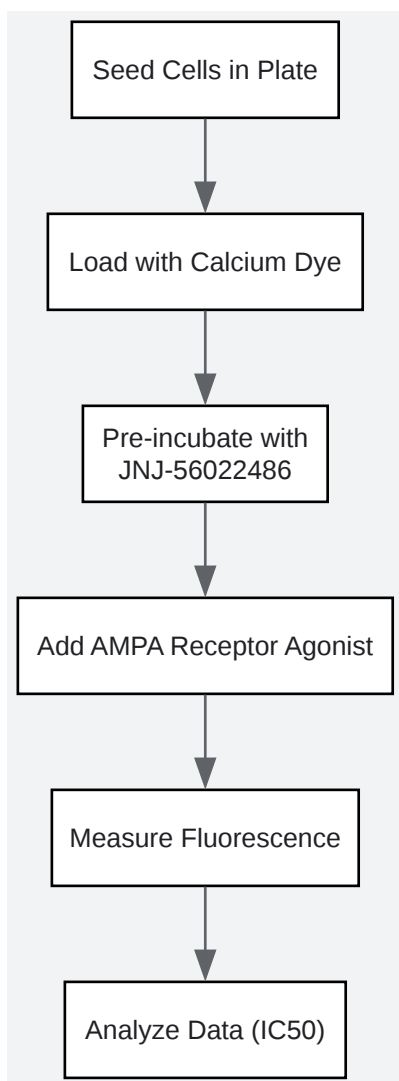 Seed Cells in Plate
Load with Calcium Dye
Pre-incubate with
JNJ-56022486
Add AMPA Receptor Agonist
Measure Fluorescence
Analyze Data (IC50)